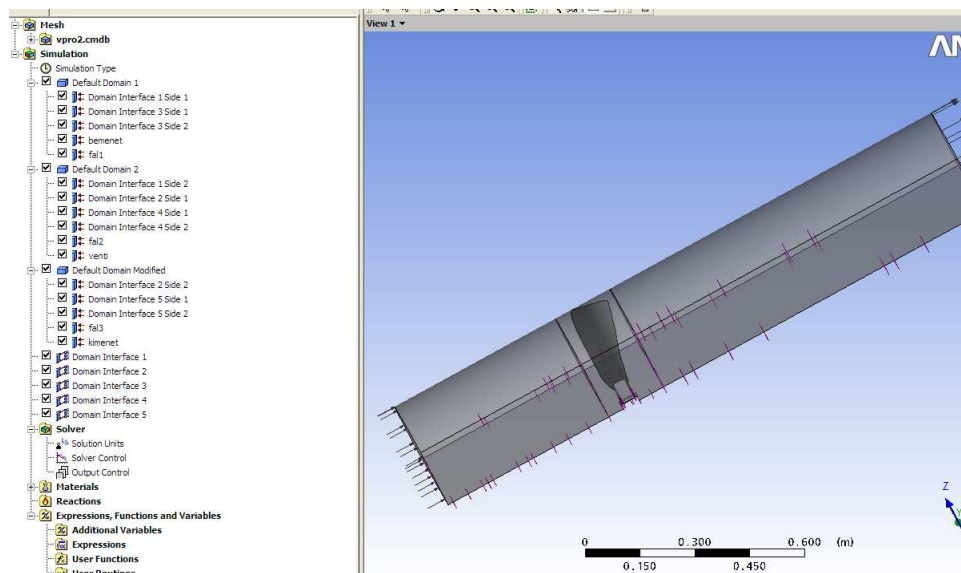 Mesh
vpro2.cmdb
Simulation
Simulation Type
Default Domain 1
Domain Interface 1 Side 1
Domain Interface 3 Side 1
Domain Interface 3 Side 2
bemenet
fal1
Default Domain 2
Domain Interface 1 Side 2
Domain Interface 2 Side 1
Domain Interface 4 Side 1
Domain Interface 4 Side 2
fal2
venti
Default Domain Modified
Domain Interface 2 Side 2
Domain Interface 5 Side 1
Domain Interface 5 Side 2
fal3
kimenet
Domain Interface 1
Domain Interface 2
Domain Interface 3
Domain Interface 4
Domain Interface 5
Solver
Solution Units
Solver Control
Output Control
Materials
Reactions
Expressions, Functions and Variables
Additional Variables
Expressions
User Functions
User Routines
View 1
AN
Z
Y
0 0.300 0.600 (m)
0.150 0.450